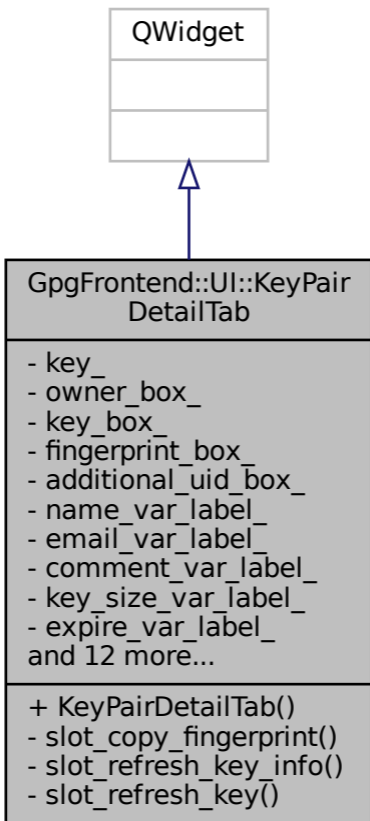 QWidget
GpgFrontend::UI::KeyPair
DetailTab
- key_
- owner_box_
- key_box_
- fingerprint_box_
- additional_uid_box_
- name_var_label_
- email_var_label_
- comment_var_label_
- key_size_var_label_
- expire_var_label_
and 12 more...
+ KeyPairDetailTab()
- slot_copy_fingerprint()
- slot_refresh_key_info()
- slot_refresh_key()